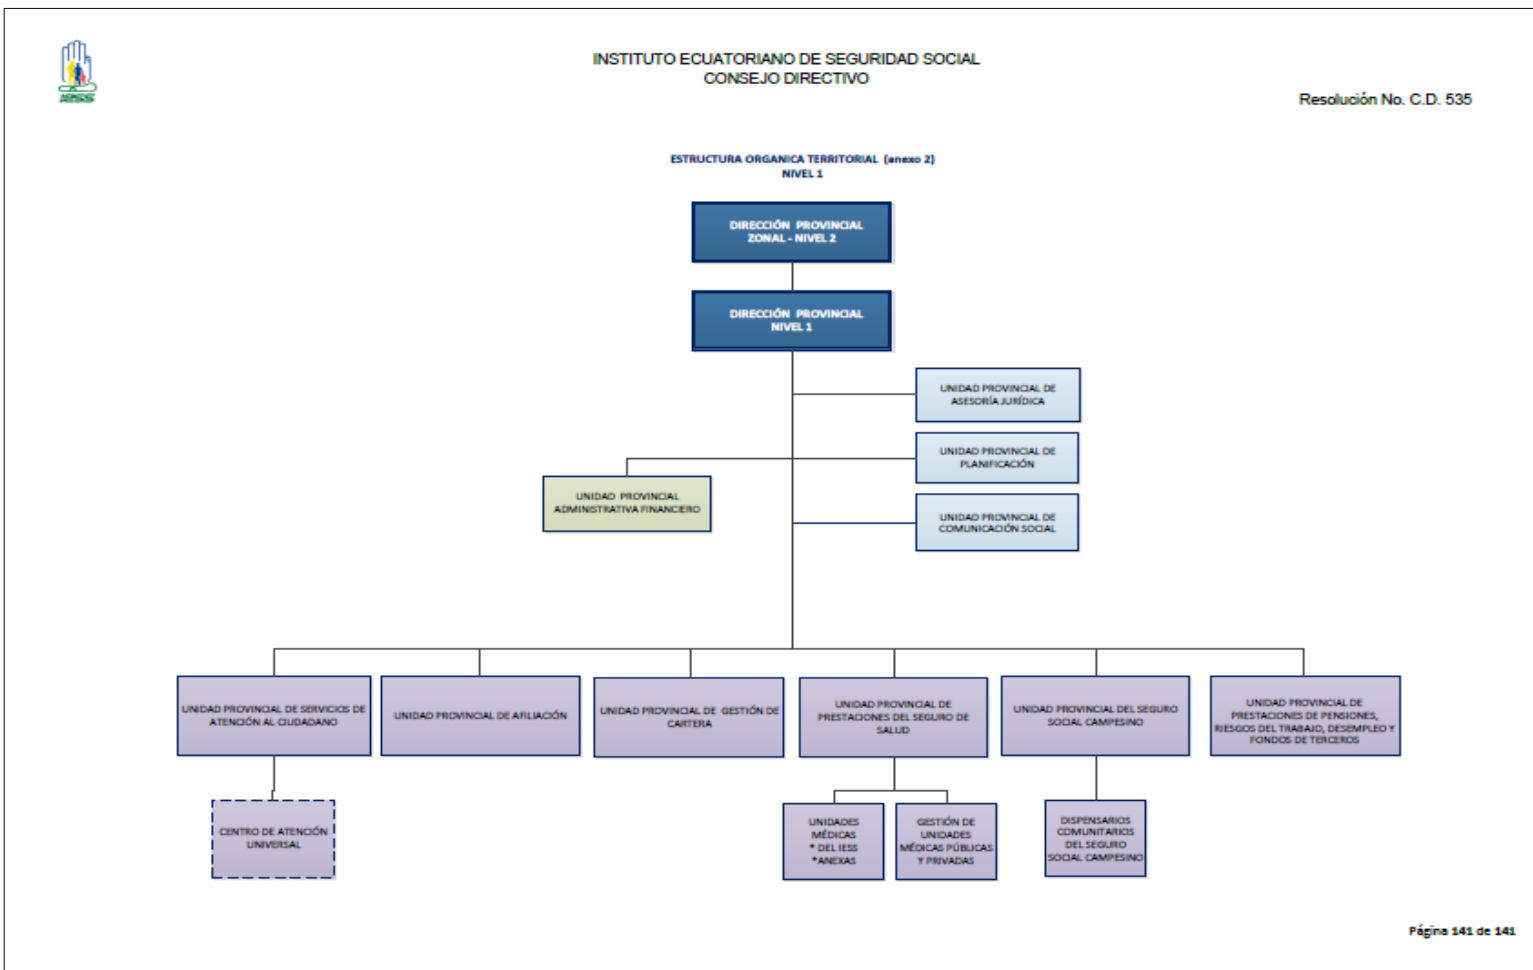 INSTITUTO ECUATORIANO DE SEGURIDAD SOCIAL
CONSEJO DIRECTIVO
IESS
Resolución No. C.D. 535
ESTRUCTURA ORGANICA TERRITORIAL (anexo 2)
NIVEL 1
DIRECCIÓN PROVINCIAL
ZONAL - NIVEL 2
DIRECCIÓN PROVINCIAL
NIVEL 1
UNIDAD PROVINCIAL DE
ASESORÍA JURÍDICA
UNIDAD PROVINCIAL DE
PLANIFICACIÓN
UNIDAD PROVINCIAL
ADMINISTRATIVA FINANCIERO
UNIDAD PROVINCIAL DE
COMUNICACIÓN SOCIAL
UNIDAD PROVINCIAL DE SERVICIOS DE
ATENCIÓN AL CIUDADANO
UNIDAD PROVINCIAL DE AFILIACIÓN
UNIDAD PROVINCIAL DE GESTIÓN DE
CARTERA
UNIDAD PROVINCIAL DE
PRESTACIONES DEL SEGURO DE
SALUD
UNIDAD PROVINCIAL DEL SEGURO
SOCIAL CAMPESINO
UNIDAD PROVINCIAL DE
PRESTACIONES DE PENSIONES,
RIESGOS DEL TRABAJO, DESEMPLEO Y
FONDOS DE TERCEROS
CENTRO DE ATENCIÓN
UNIVERSAL
UNIDADES
MÉDICAS
* DEL IESS
*ANEXAS
GESTIÓN DE
UNIDADES
MÉDICAS PÚBLICAS
Y PRIVADAS
DISPENSARIOS
COMUNITARIOS
DEL SEGURO
SOCIAL CAMPESINO
Página 141 de 141